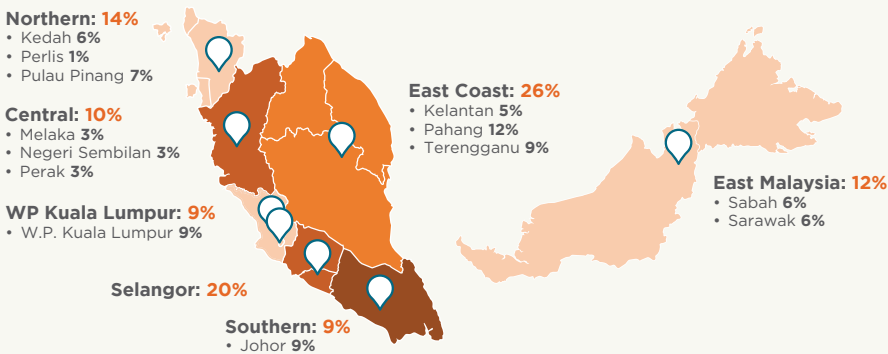 Northern: 14%
• Kedah 6%
• Perlis 1%
• Pulau Pinang 7%
Central: 10%
• Melaka 3%
• Negeri Sembilan 3%
• Perak 3%
WP Kuala Lumpur: 9%
• W.P. Kuala Lumpur 9%
Selangor: 20%
Southern: 9%
• Johor 9%
East Coast: 26%
• Kelantan 5%
• Pahang 12%
• Terengganu 9%
East Malaysia: 12%
• Sabah 6%
• Sarawak 6%